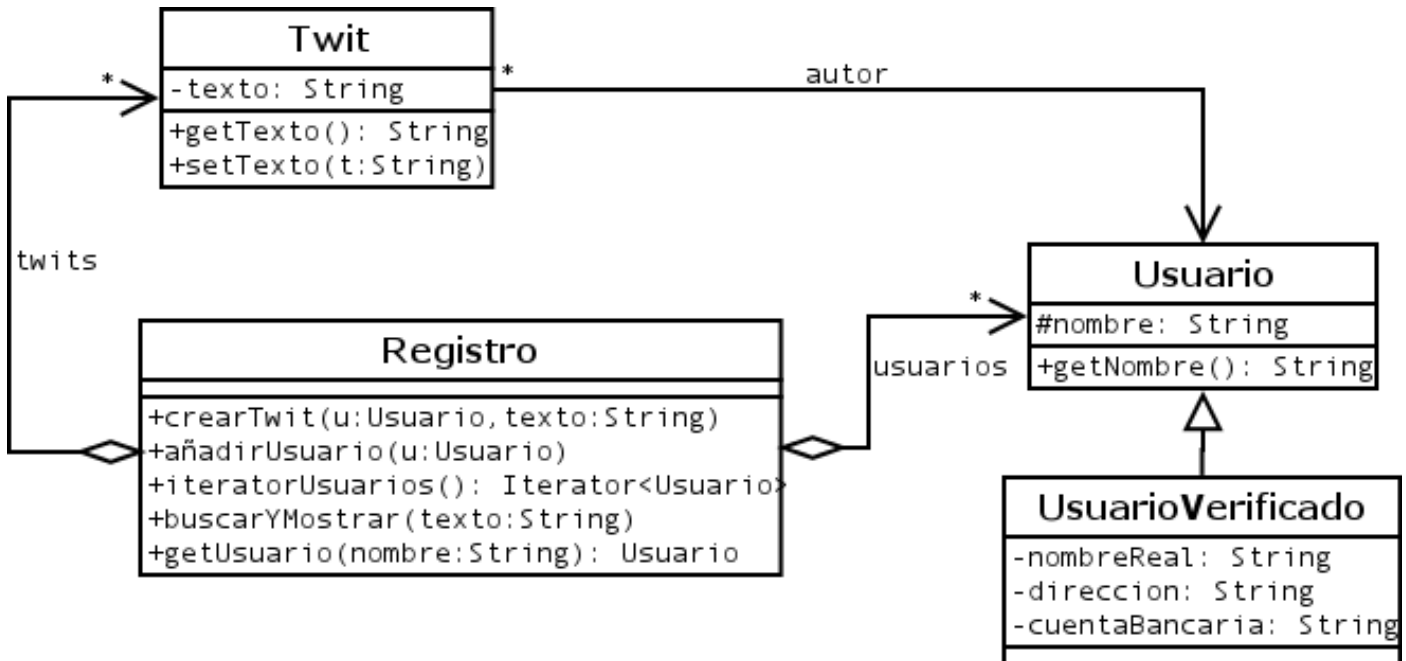 Twit
-texto: String
+getTexto(): String
+setTexto(t:String)
*
*
autor
twits
Usuario
#nombre: String
+getNombre(): String
*
usuarios
Registro
+crearTwit(u:Usuario,texto:String)
+añadirUsuario(u:Usuario)
+iteratorUsuarios(): Iterator<Usuario>
+buscarYMostrar(texto:String)
+getUsuario(nombre:String): Usuario
UsuarioVerificado
-nombreReal: String
-direccion: String
-cuentaBancaria: String